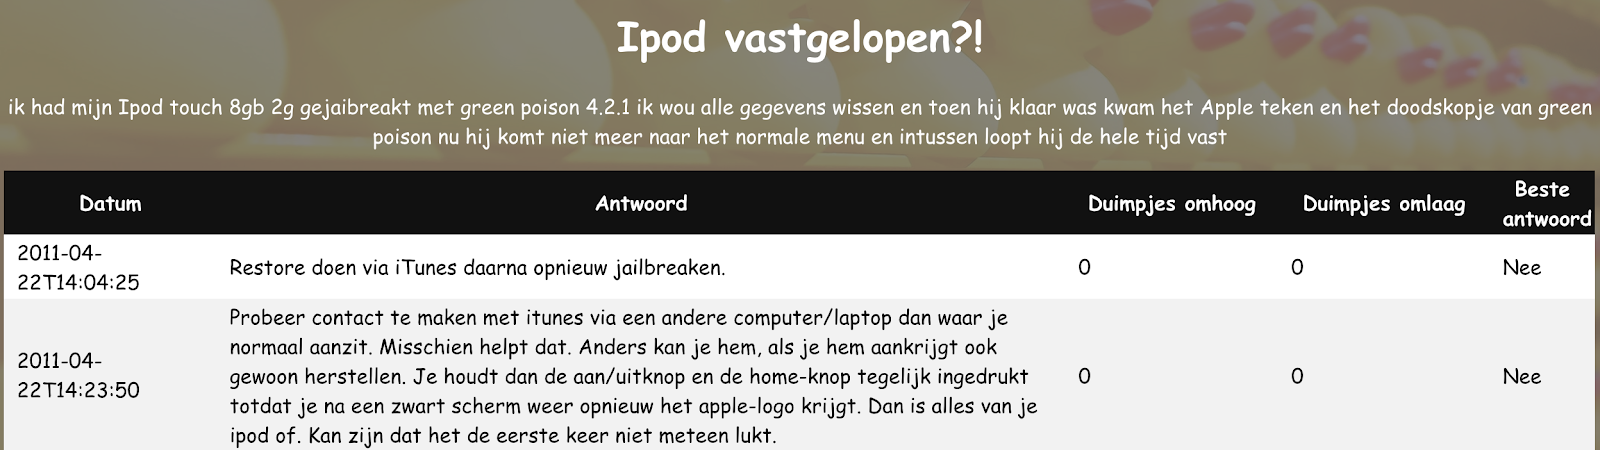 Ipod vastgelopen?!
ik had mijn Ipod touch 8gb 2g gejaibreakt met green poison 4.2.1 ik wou alle gegevens wissen en toen hij klaar was kwam het Apple teken en het doodskopje van green
poison nu hij komt niet meer naar het normale menu en intussen loopt hij de hele tijd vast
Datum Antwoord Duimpjes omhoog Duimpjes omlaag Beste
antwoord
2011-04-
22T14:04:25 Restore doen via iTunes daarna opnieuw jailbreaken. 0 0 Nee
2011-04-
22T14:23:50
Probeer contact te maken met itunes via een andere computer/laptop dan waar je
normaal aanzit. Misschien helpt dat. Anders kan je hem, als je hem aankrijgt ook
gewoon herstellen. Je houdt dan de aan/uitknop en de home-knop tegelijk ingedrukt
totdat je na een zwart scherm weer opnieuw het apple-logo krijgt. Dan is alles van je
ipod of. Kan zijn dat het de eerste keer niet meteen lukt.
0 0 Nee